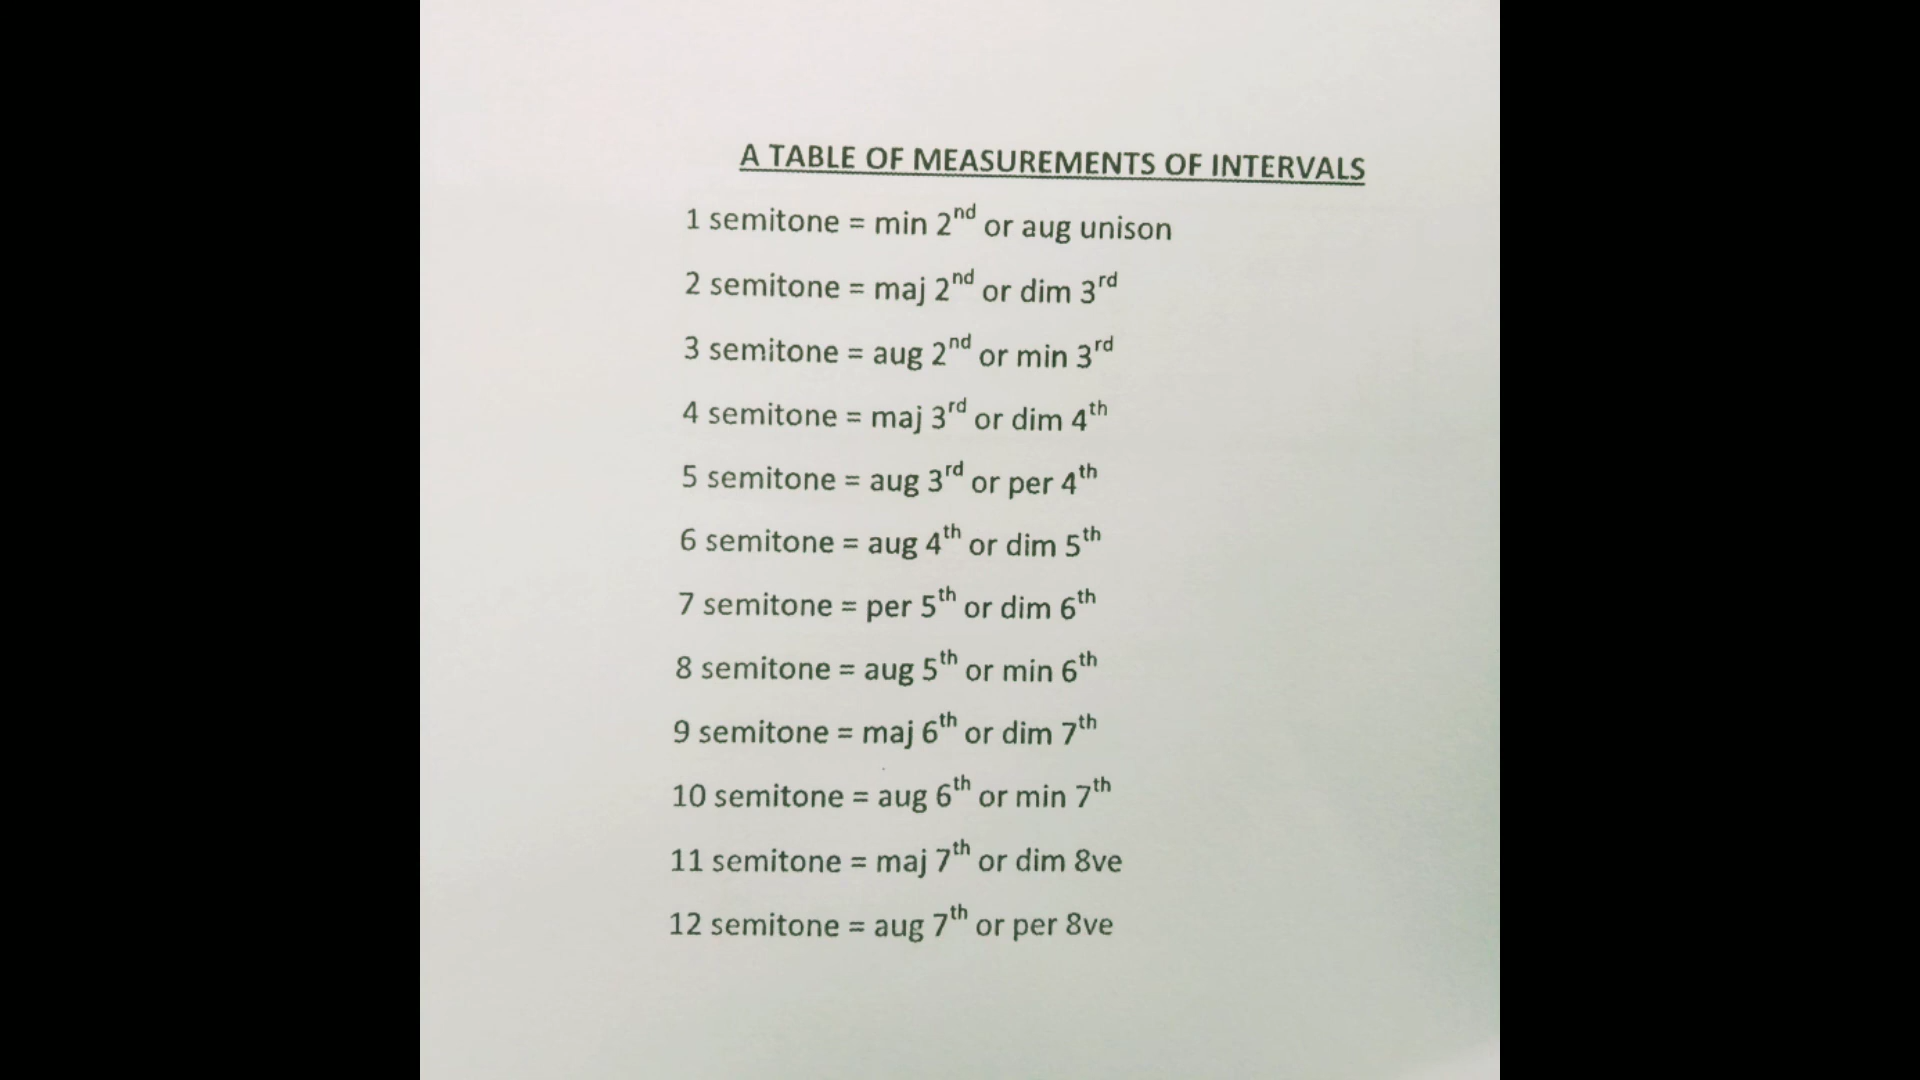 A TABLE OF MEASUREMENTS OF INTERVALS
1 semitone = min 2nd or aug unison
2 semitone = maj 2nd or dim 3rd
3 semitone = aug 2nd or min 3rd
4 semitone = maj 3rd or dim 4th
5 semitone = aug 3rd or per 4th
6 semitone = aug 4th or dim 5th
7 semitone = per 5th or dim 6th
8 semitone = aug 5th or min 6th
9 semitone = maj 6th or dim 7th
10 semitone = aug 6th or min 7th
11 semitone = maj 7th or dim 8ve
12 semitone = aug 7th or per 8ve